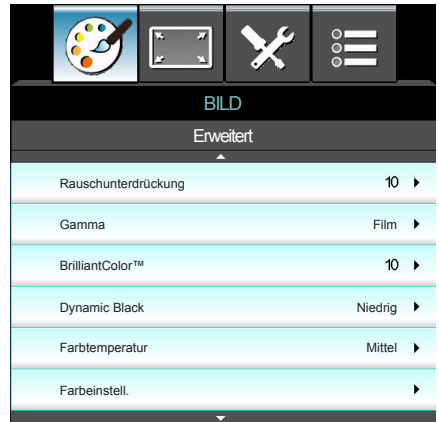 BILD
Erweitert
Rauschunterdrückung 10
Gamma Film
BrilliantColor™ 10
Dynamic Black Niedrig
Farbtemperatur Mittel
Farbeinstell.